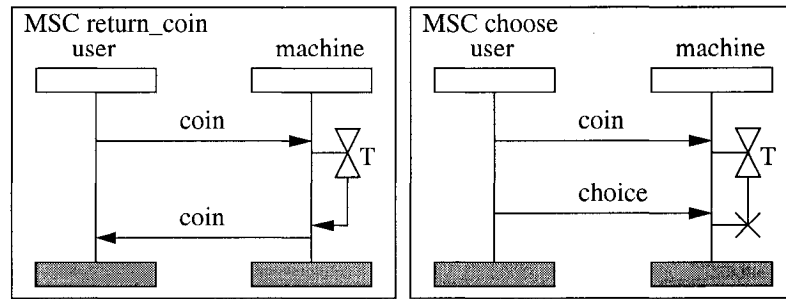 MSC return_coin
user machine
coin
T
coin
MSC choose
user machine
coin
T
choice